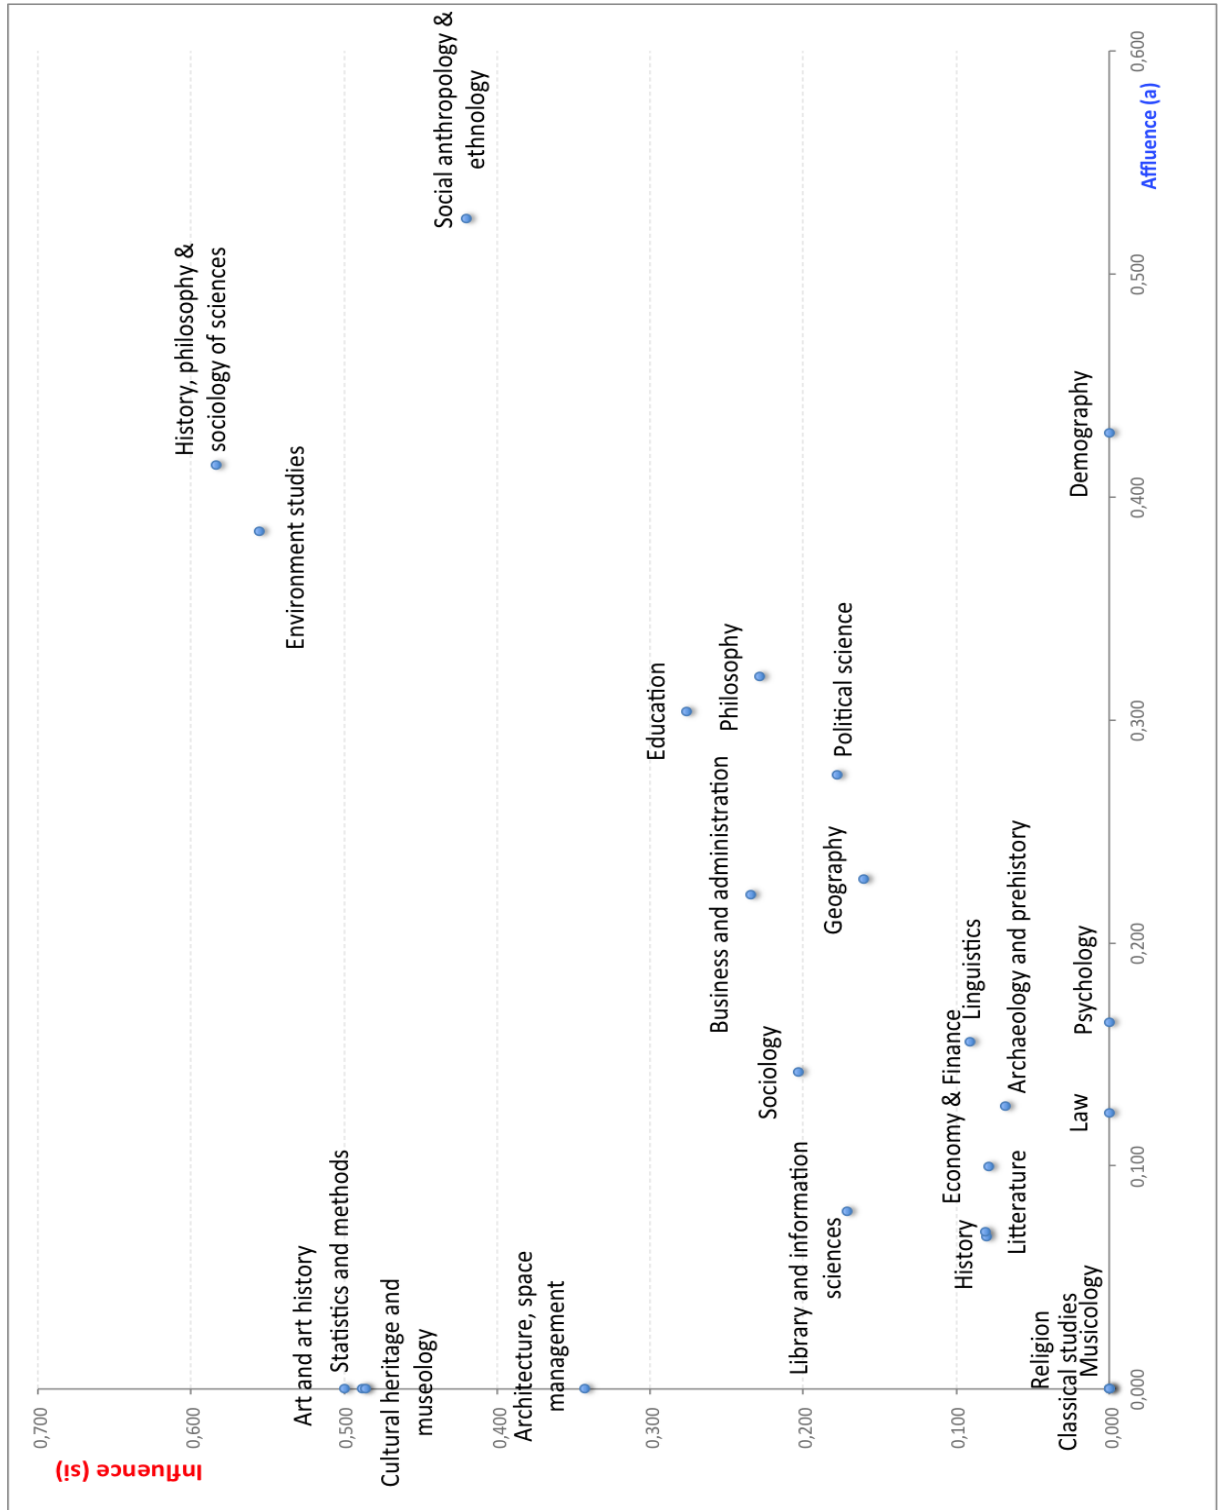 Influence (si)
0,700
0,600
0,500
0,400
0,300
0,200
0,100
0,000
History, philosophy &
sociology of sciences
Environment studies
Social anthropology &
ethnology
Art and art history
Statistics and methods
Cultural heritage and
museology
Architecture, space
management
Education
Philosophy
Business and administration
Political science
Sociology
Geography
Library and information
sciences
Economy & Finance
Linguistics
History
Litterature
Archaeology and prehistory
Religion
Classical studies
Musicology
Law
Psychology
Demography
0,000
0,100
0,200
0,300
0,400
0,500
0,600
Affluence (a)